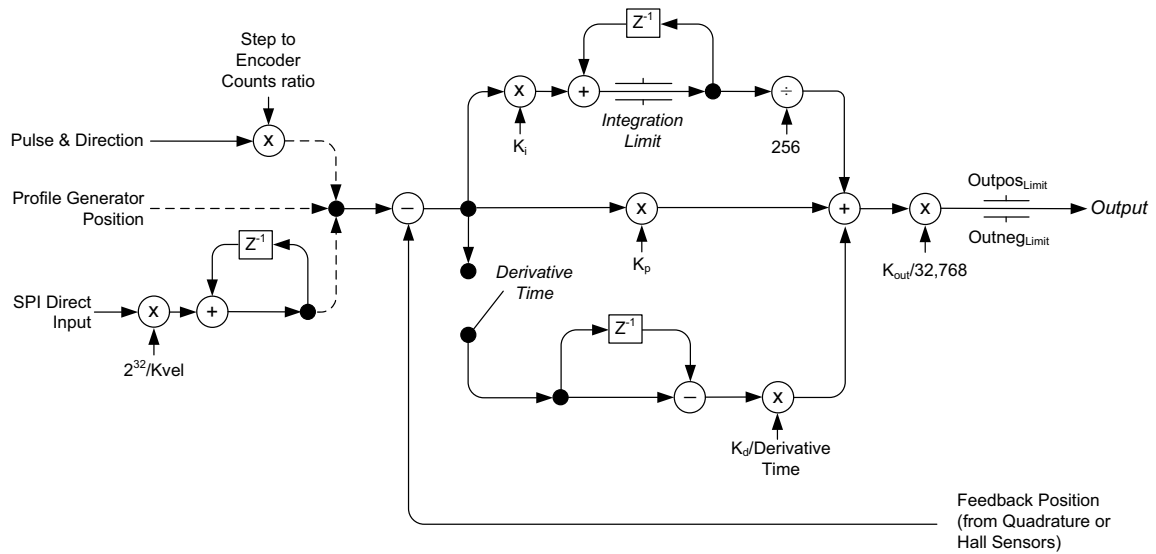 Step to
Encoder
Counts ratio
Pulse & Direction
x
Profile Generator
Position
Z⁻¹
SPI Direct
Input
x
+
2³²/Kvel
−
Z⁻¹
x
+
÷
Kᵢ
Integration
Limit
256
x
Kₚ
+
x
Outpos_Limit
Outneg_Limit
Output
K_out/32,768
Derivative
Time
Z⁻¹
−
x
K_d/Derivative
Time
Feedback Position
(from Quadrature or
Hall Sensors)